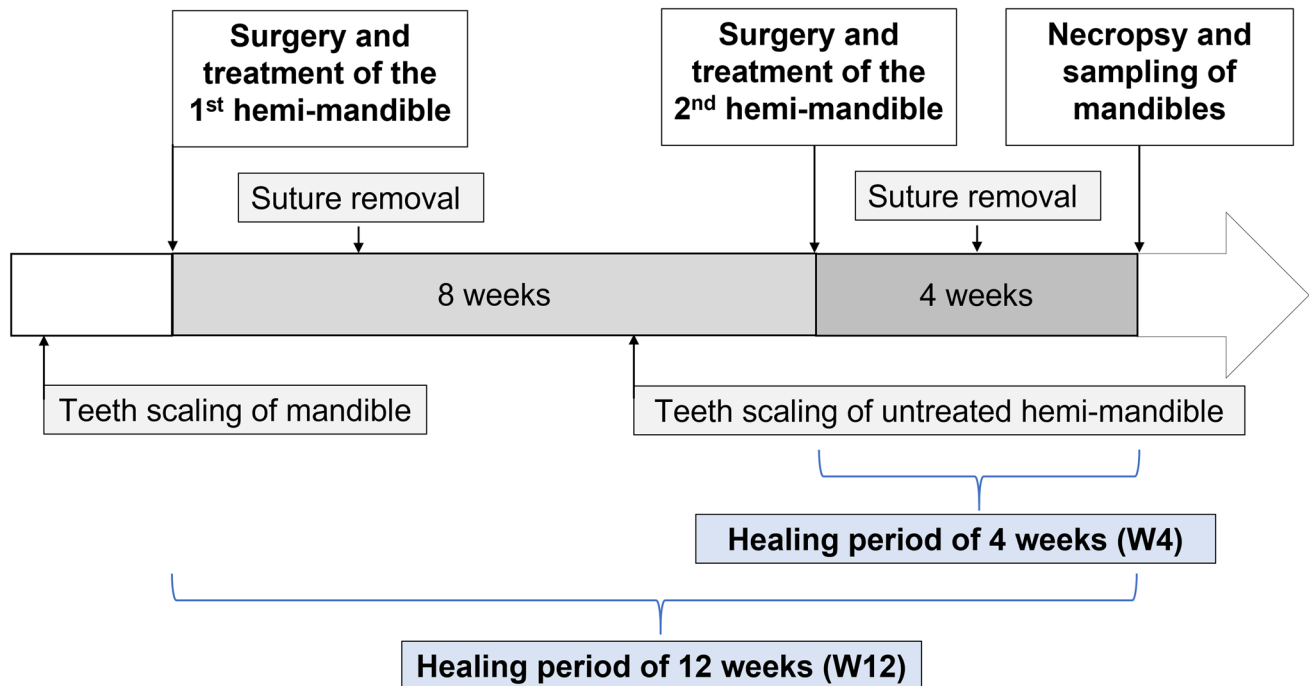 Surgery and
treatment of the
1st hemi-mandible
Surgery and
treatment of the
2nd hemi-mandible
Necropsy and
sampling of
mandibles
Suture removal
Suture removal
8 weeks
4 weeks
Teeth scaling of mandible
Teeth scaling of untreated hemi-mandible
Healing period of 4 weeks (W4)
Healing period of 12 weeks (W12)